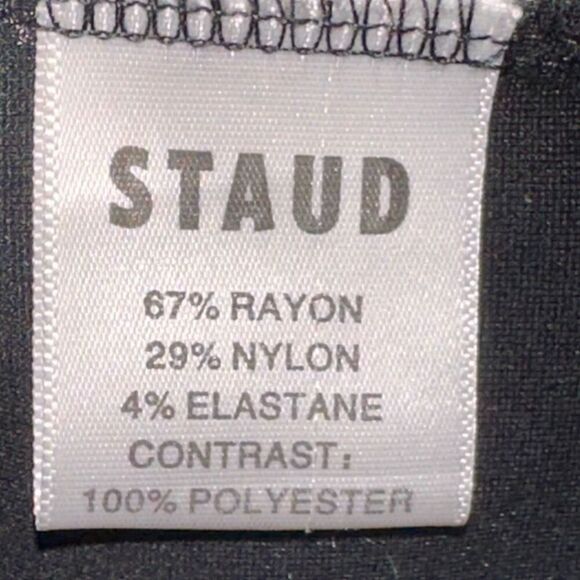 STAUD
67% RAYON
29% NYLON
4% ELASTANE
CONTRAST:
100% POLYESTER